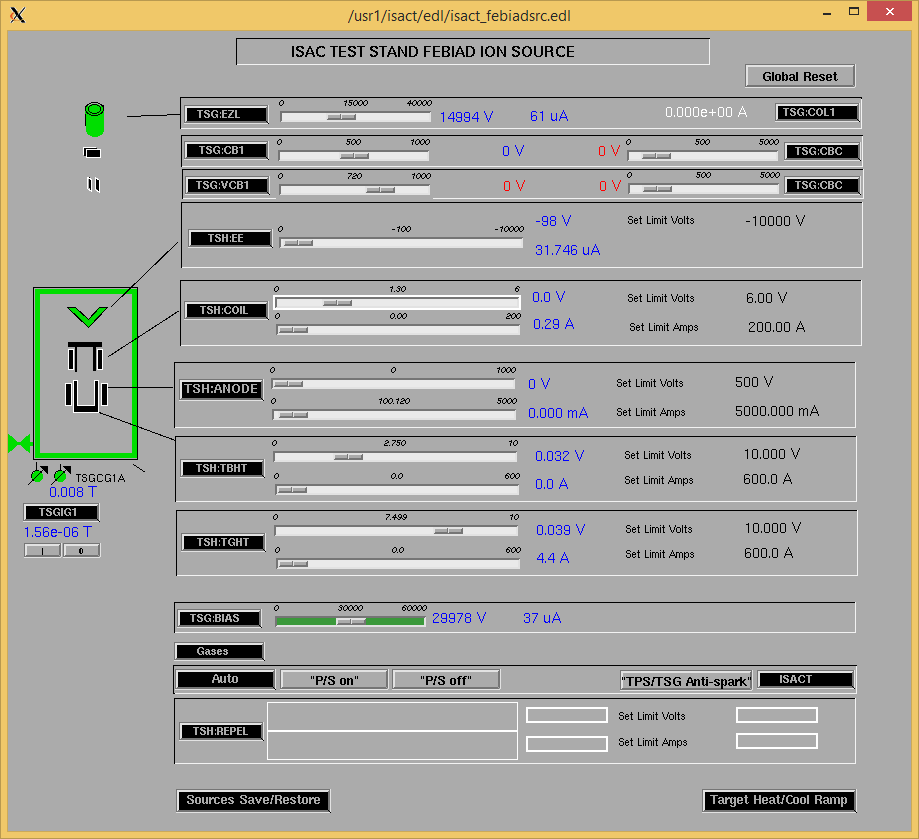 /usr1/isact/edl/isact_febiadsrc.edl
ISAC TEST STAND FEBIAD ION SOURCE
Global Reset
TSG:EZL 0 15000 40000 14994 V 61 uA 0.000e+00 A TSG:COL1
TSG:CB1 0 500 1000 0 V 0 V 0 500 5000 TSG:CBC
TSG:VCB1 0 720 1000 0 V 0 V 0 500 5000 TSG:CBC
TSH:EE 0 -100 -10000 -98 V Set Limit Volts -10000 V
31.746 uA
TSH:COIL 0 1.30 6 0.0 V Set Limit Volts 6.00 V
0 0.00 200 0.29 A Set Limit Amps 200.00 A
TSH:ANODE 0 0 1000 0 V Set Limit Volts 500 V
0 100.120 5000 0.000 mA Set Limit Amps 5000.000 mA
TSH:TBHT 0 2.750 10 0.032 V Set Limit Volts 10.000 V
0 0.0 600 0.0 A Set Limit Amps 600.0 A
TSGCG1A
0.008 T
TSGIG1
1.56e-06 T
I 0
TSH:TGHT 0 7.499 10 0.039 V Set Limit Volts 10.000 V
0 0.0 600 4.4 A Set Limit Amps 600.0 A
TSG:BIAS 0 30000 60000 29978 V 37 uA
Gases
Auto "P/S on" "P/S off" "TPS/TSG Anti-spark" ISACT
TSH:REPEL Set Limit Volts
Set Limit Amps
Sources Save/Restore Target Heat/Cool Ramp